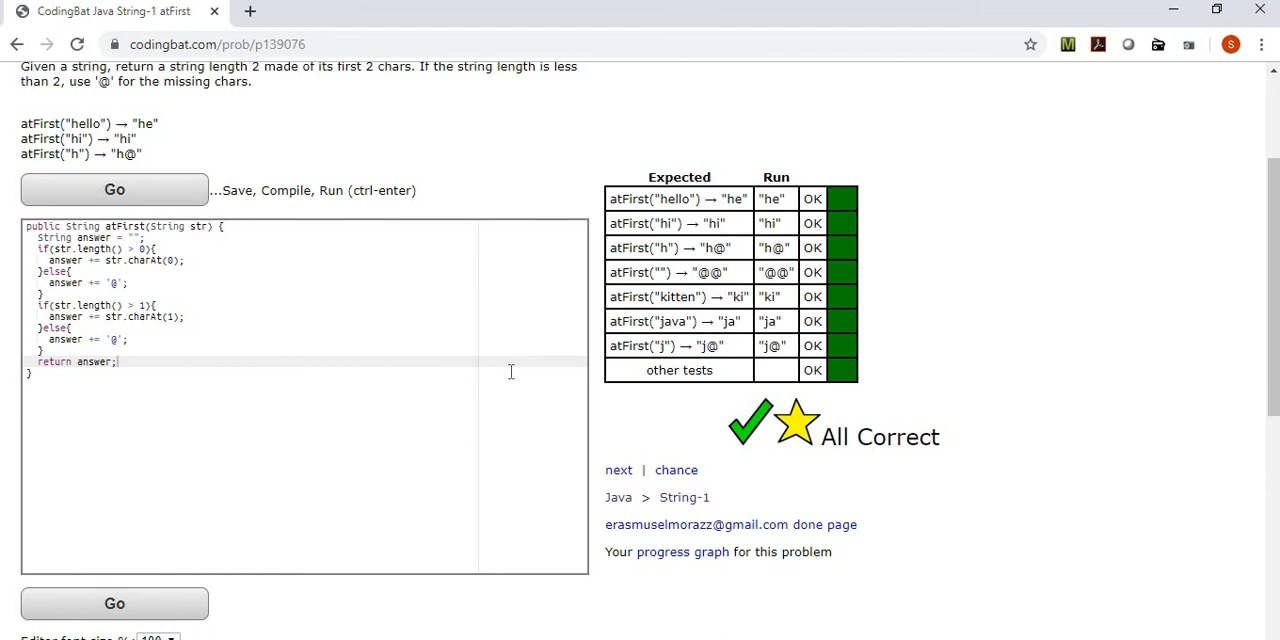 CodingBat Java String-1 atFirst
codingbat.com/prob/p139076
S
Given a string, return a string length 2 made of its first 2 chars. If the string length is less
than 2, use '@' for the missing chars.
atFirst("hello") → "he"
atFirst("hi") → "hi"
atFirst("h") → "h@"
Go
...Save, Compile, Run (ctrl-enter)
public String atFirst(String str) {
  String answer = "";
  if(str.length() > 0){
    answer += str.charAt(0);
  }else{
    answer += '@';
  }
  if(str.length() > 1){
    answer += str.charAt(1);
  }else{
    answer += '@';
  }
  return answer;
}
Expected Run
atFirst("hello") → "he" "he" OK
atFirst("hi") → "hi" "hi" OK
atFirst("h") → "h@" "h@" OK
atFirst("") → "@@" "@@" OK
atFirst("kitten") → "ki" "ki" OK
atFirst("java") → "ja" "ja" OK
atFirst("j") → "j@" "j@" OK
other tests OK
All Correct
next | chance
Java > String-1
erasmuselmorazz@gmail.com done page
Your progress graph for this problem
Go
Editor font size %: 100